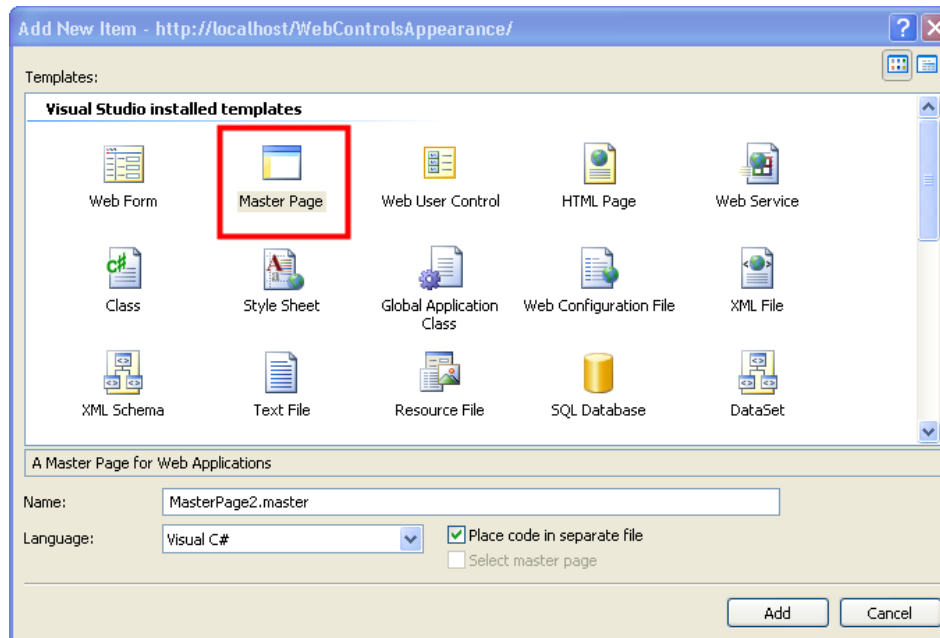 Add New Item - http://localhost/WebControlsAppearance/
Templates:
Visual Studio installed templates
Web Form
Master Page
Web User Control
HTML Page
Web Service
Class
Style Sheet
Global Application
Class
Web Configuration File
XML File
XML Schema
Text File
Resource File
SQL Database
DataSet
A Master Page for Web Applications
Name:
MasterPage2.master
Language:
Visual C#
Place code in separate file
Select master page
Add
Cancel